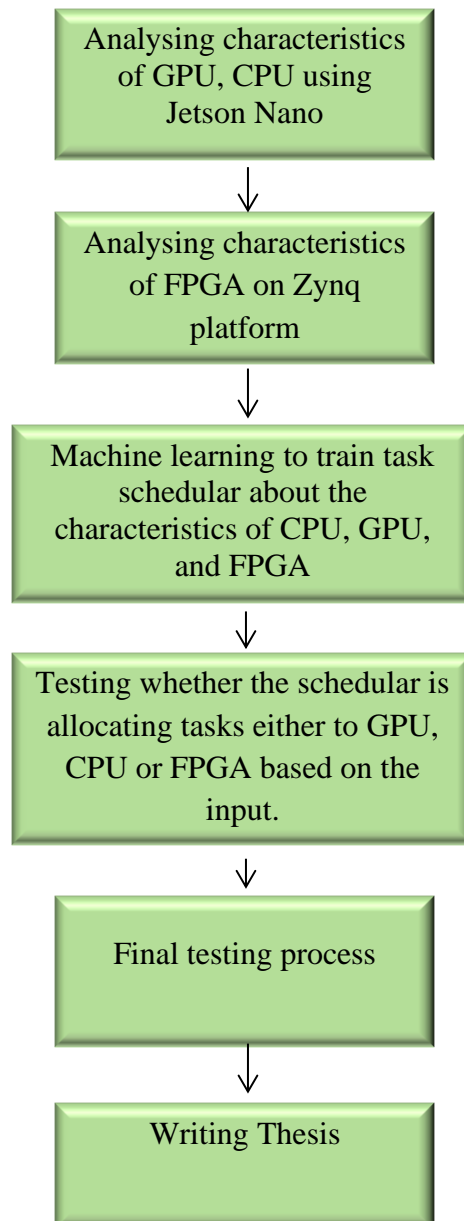 Analysing characteristics
of GPU, CPU using
Jetson Nano
Analysing characteristics
of FPGA on Zynq
platform
Machine learning to train task
schedular about the
characteristics of CPU, GPU,
and FPGA
Testing whether the schedular is
allocating tasks either to GPU,
CPU or FPGA based on the
input.
Final testing process
Writing Thesis